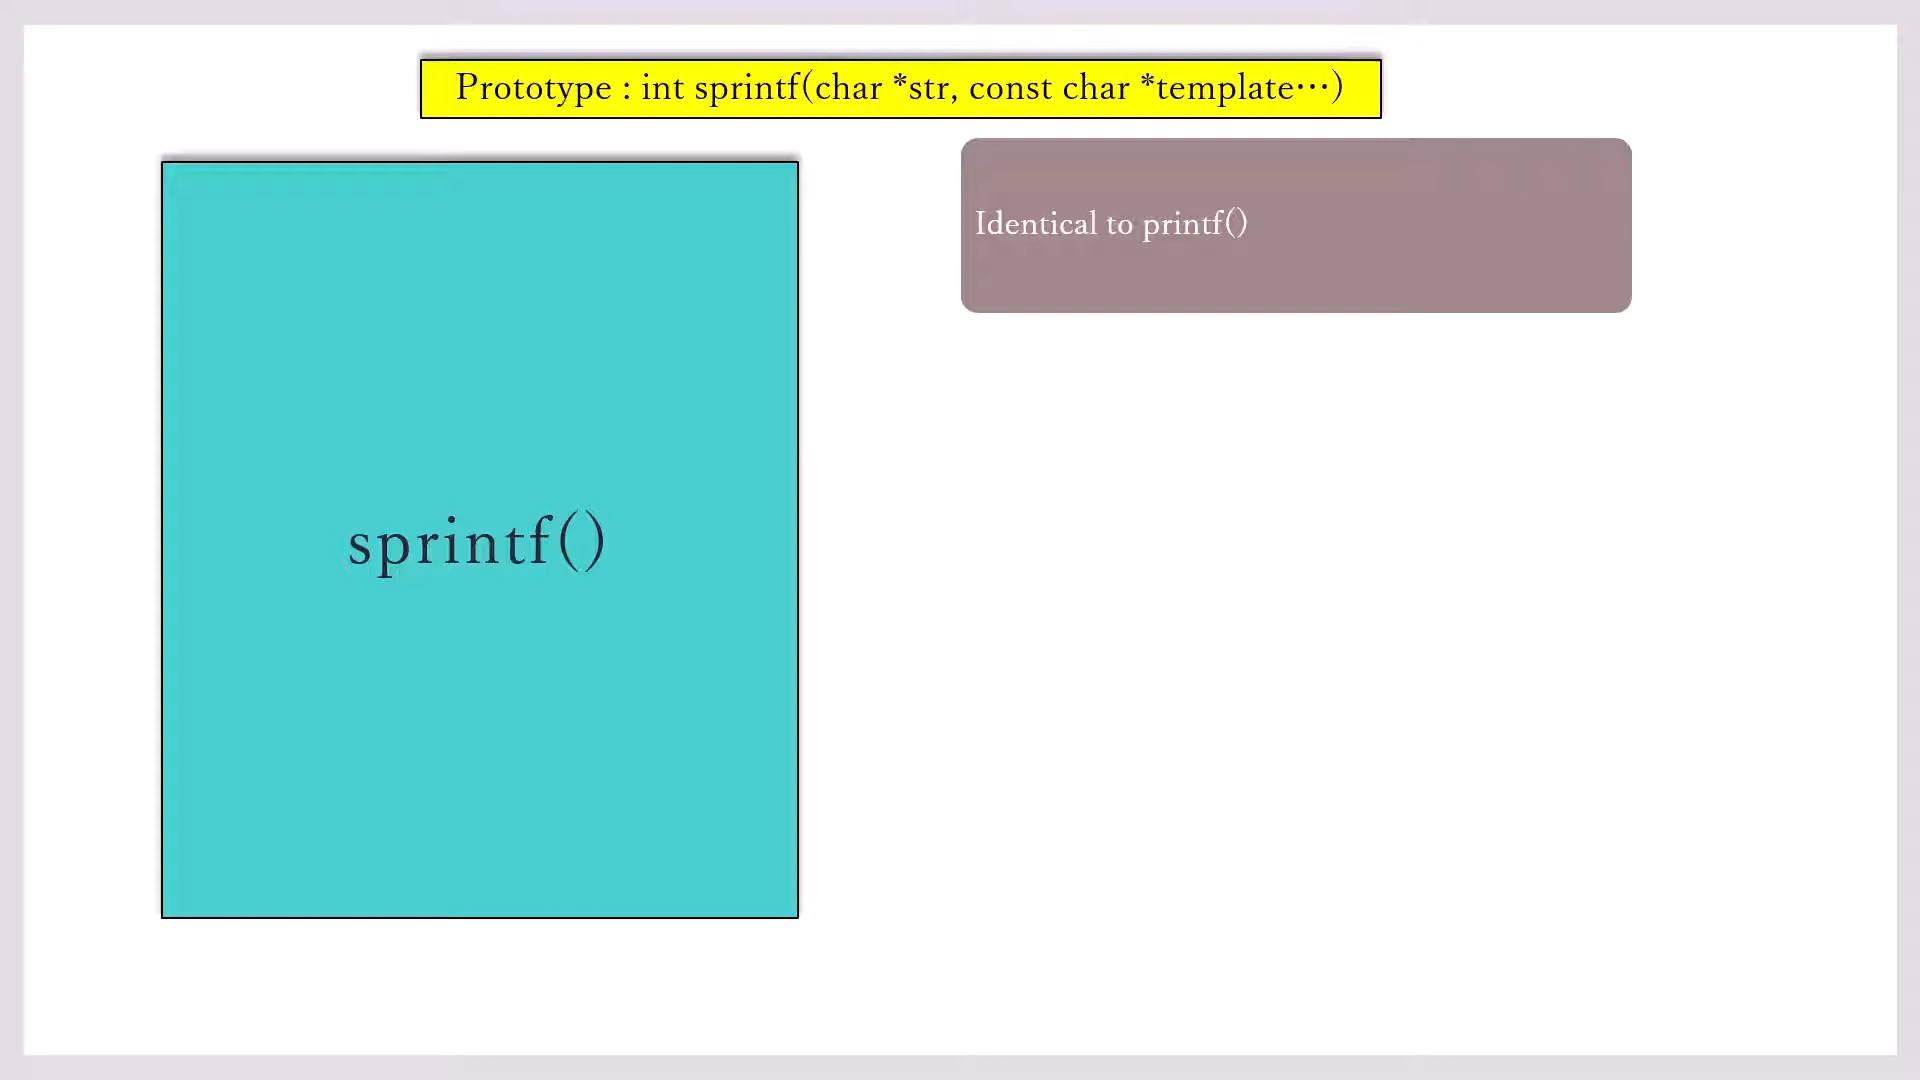 Prototype : int sprintf(char *str, const char *template⋯)
Identical to printf()
sprintf()